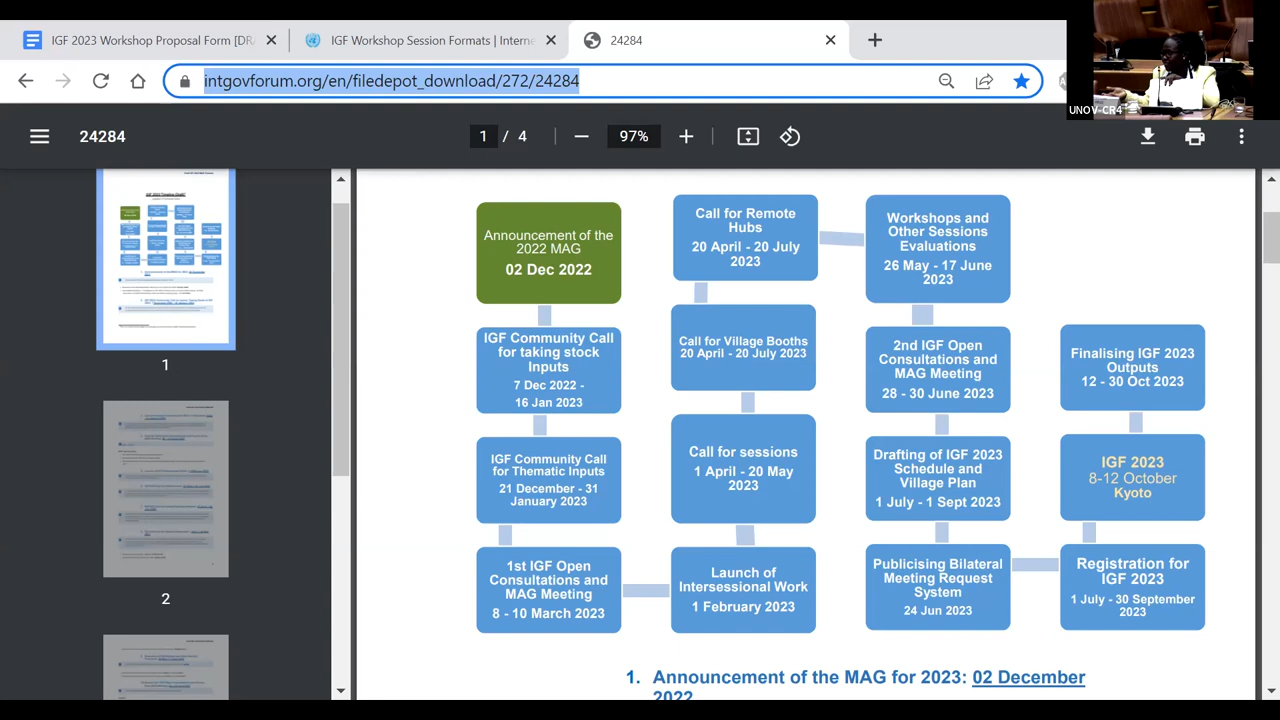 IGF 2023 Workshop Proposal Form [DR
IGF Workshop Session Formats | Intern
24284
intgovforum.org/en/filedepot_download/272/24284
UNOV-CR4
24284
1 / 4
97%
1
2
Announcement of the
2022 MAG
02 Dec 2022
IGF Community Call
for taking stock
Inputs
7 Dec 2022 -
16 Jan 2023
IGF Community Call
for Thematic Inputs
21 December - 31
January 2023
1st IGF Open
Consultations and
MAG Meeting
8 - 10 March 2023
Launch of
Intersessional Work
1 February 2023
Call for sessions
1 April - 20 May
2023
Call for Village Booths
20 April - 20 July 2023
Call for Remote
Hubs
20 April - 20 July
2023
Workshops and
Other Sessions
Evaluations
26 May - 17 June
2023
2nd IGF Open
Consultations and
MAG Meeting
28 - 30 June 2023
Drafting of IGF 2023
Schedule and
Village Plan
1 July - 1 Sept 2023
Publicising Bilateral
Meeting Request
System
24 Jun 2023
Registration for
IGF 2023
1 July - 30 September
2023
IGF 2023
8-12 October
Kyoto
Finalising IGF 2023
Outputs
12 - 30 Oct 2023
1. Announcement of the MAG for 2023: 02 December
2022